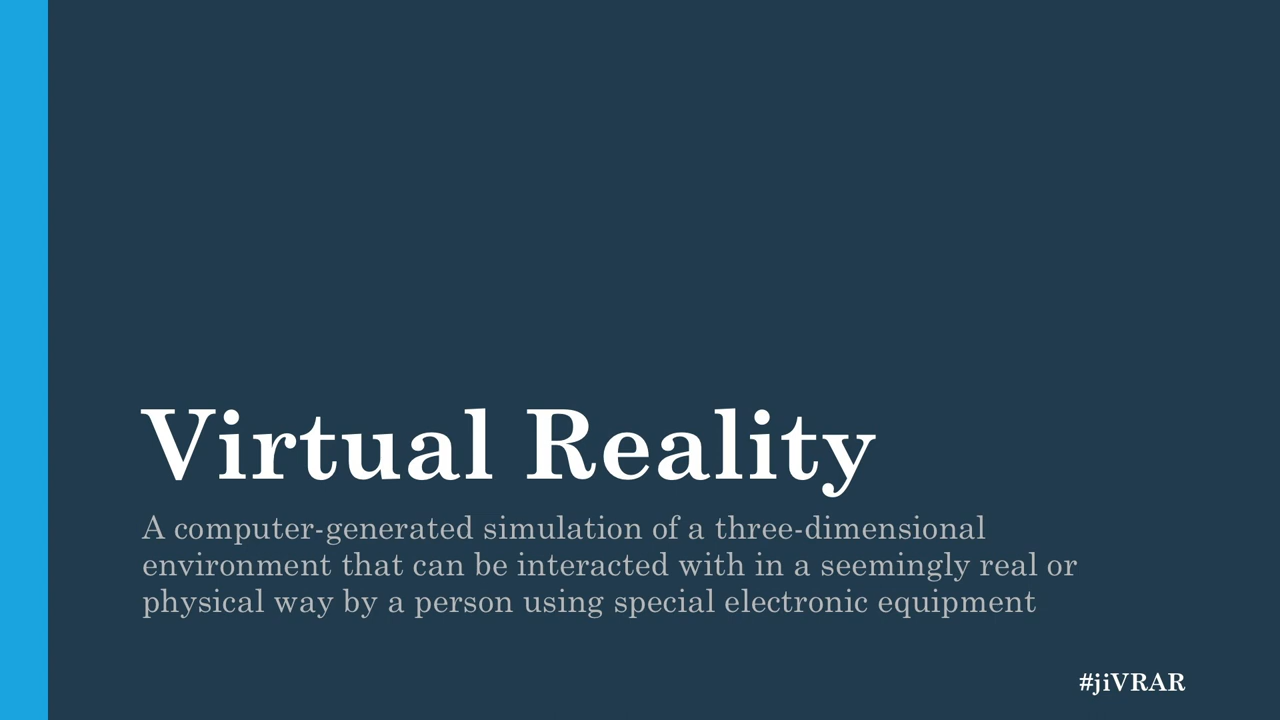 Virtual Reality
A computer-generated simulation of a three-dimensional
environment that can be interacted with in a seemingly real or
physical way by a person using special electronic equipment
#jiVRAR